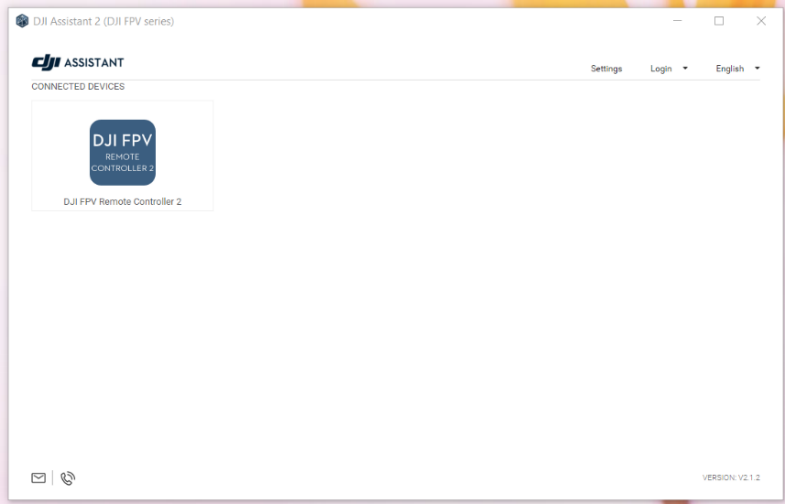 DJI Assistant 2 (DJI FPV series)
dji ASSISTANT
Settings Login English
CONNECTED DEVICES
DJI FPV
REMOTE
CONTROLLER 2
DJI FPV Remote Controller 2
VERSION: V2.1.2